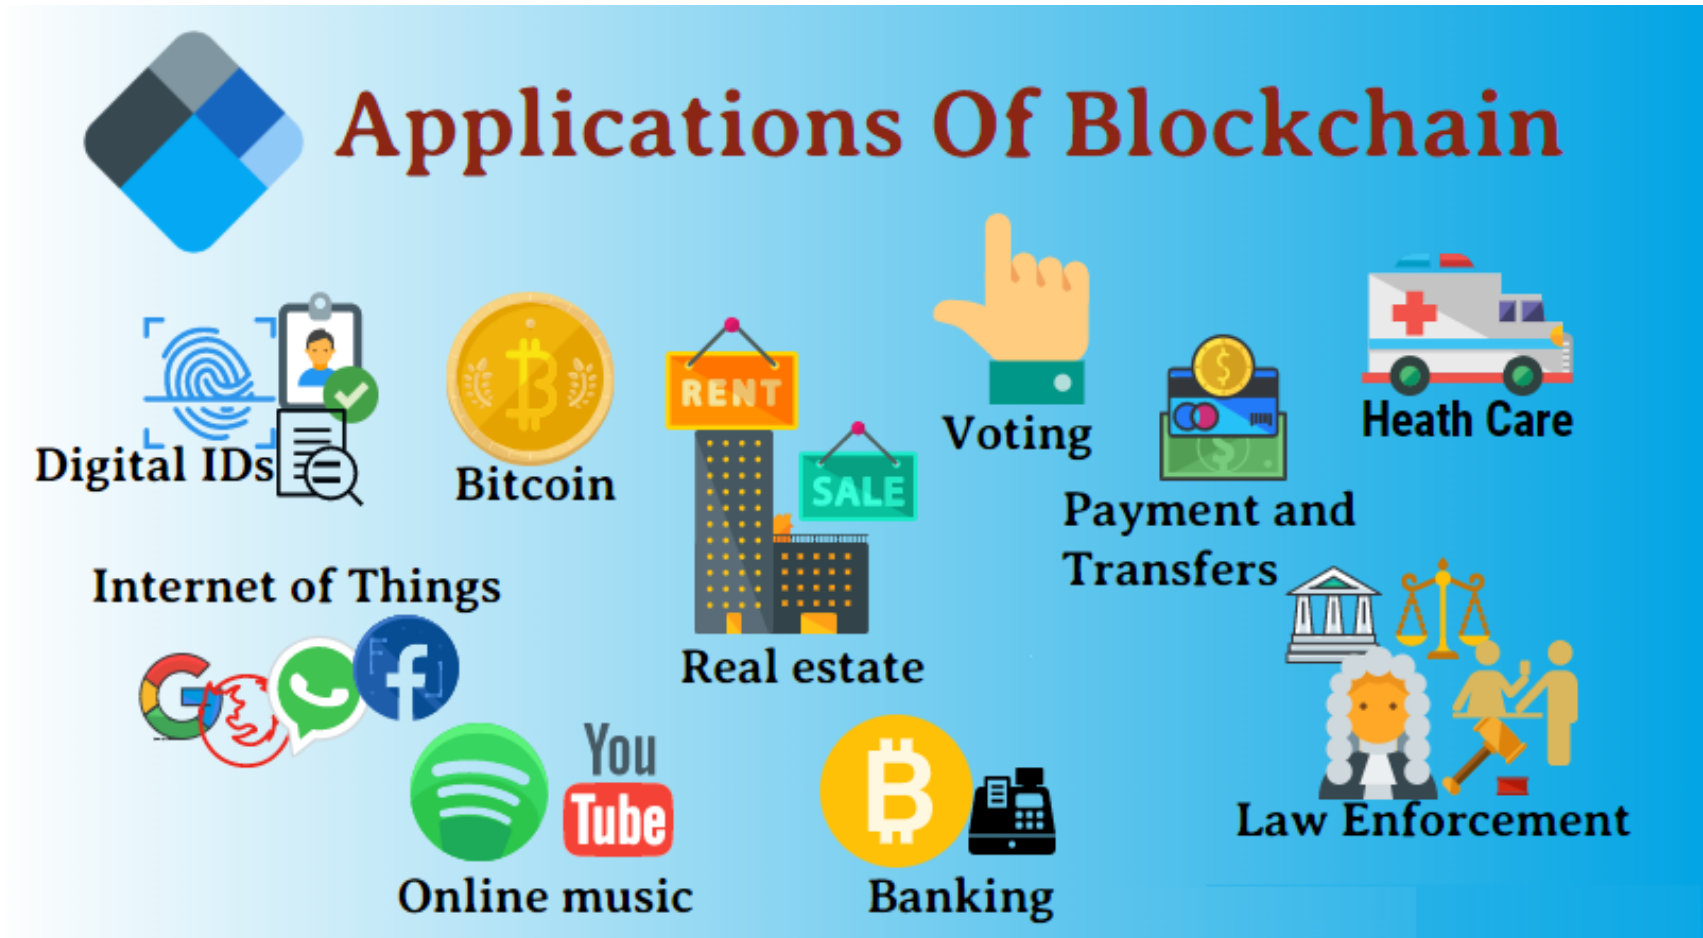 Applications Of Blockchain
Digital IDs
Bitcoin
RENT
SALE
Real estate
Voting
Payment and
Transfers
Heath Care
Internet of Things
Online music
You
Tube
Banking
Law Enforcement